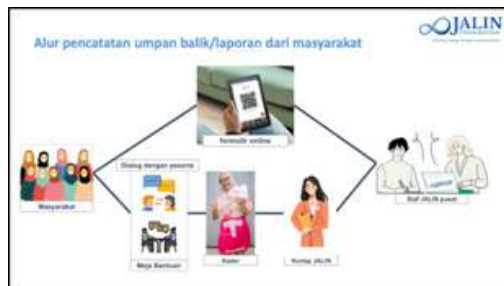 JALIN
FOUNDATION
Alur pencatatan umpan balik/laporan dari masyarakat
Formulir online
Dialog dengan peserta
Masyarakat
Meja Bantuan
Kader
JALIN
Staf JALIN pusat